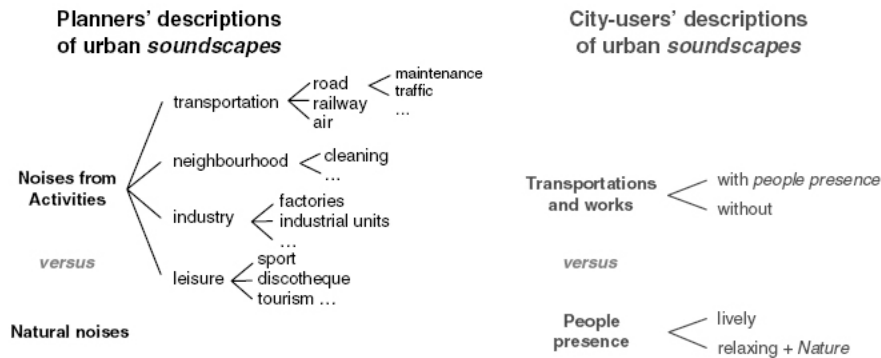 Planners' descriptions
of urban soundscapes
transportation
road
railway
air
maintenance
traffic
...
neighbourhood
cleaning
...
Noises from
Activities
industry
factories
industrial units
...
versus
leisure
sport
discotheque
tourism ...
Natural noises
City-users' descriptions
of urban soundscapes
Transportations
and works
with people presence
without
versus
People
presence
lively
relaxing + Nature